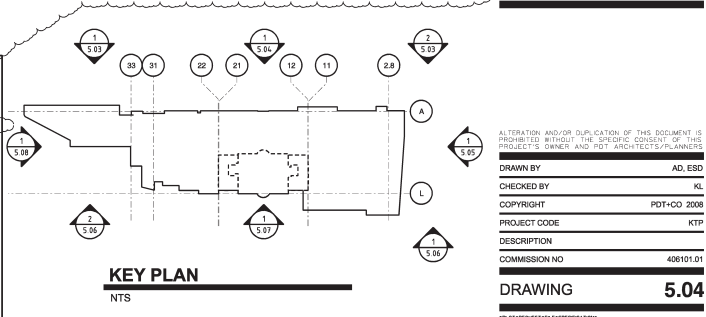 1
5.03
1
5.04
2
5.03
33 31 22 21 12 11 2.8
A
1
5.08
1
5.05
L
2
5.06
1
5.07
1
5.06
KEY PLAN
NTS
ALTERATION AND/OR DUPLICATION OF THIS DOCUMENT IS
PROHIBITED WITHOUT THE SPECIFIC CONSENT OF THIS
PROJECT'S OWNER AND PDT ARCHITECTS/PLANNERS
DRAWN BY AD, ESD
CHECKED BY KL
COPYRIGHT PDT+CO 2008
PROJECT CODE KTP
DESCRIPTION
COMMISSION NO 406101.01
DRAWING 5.04